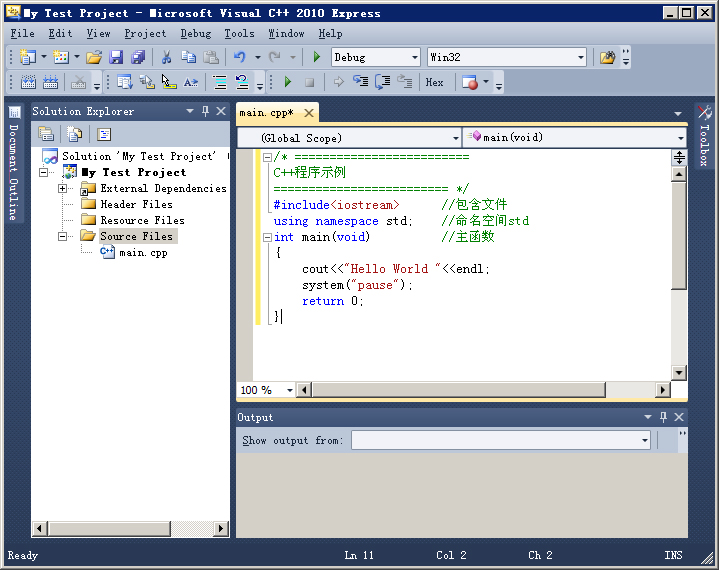 My Test Project - Microsoft Visual C++ 2010 Express
File Edit View Project Debug Tools Window Help
Debug Win32
Hex
Document Outline
Solution Explorer
Solution 'My Test Project' (
My Test Project
External Dependencies
Header Files
Resource Files
Source Files
main.cpp
main.cpp*
(Global Scope) main(void)
/* =========================
C++程序示例
========================= */
#include<iostream> //包含文件
using namespace std; //命名空间std
int main(void) //主函数
{
cout<<"Hello World "<<endl;
system("pause");
return 0;
}
100 %
Toolbox
Output
Show output from:
Ready Ln 11 Col 2 Ch 2 INS